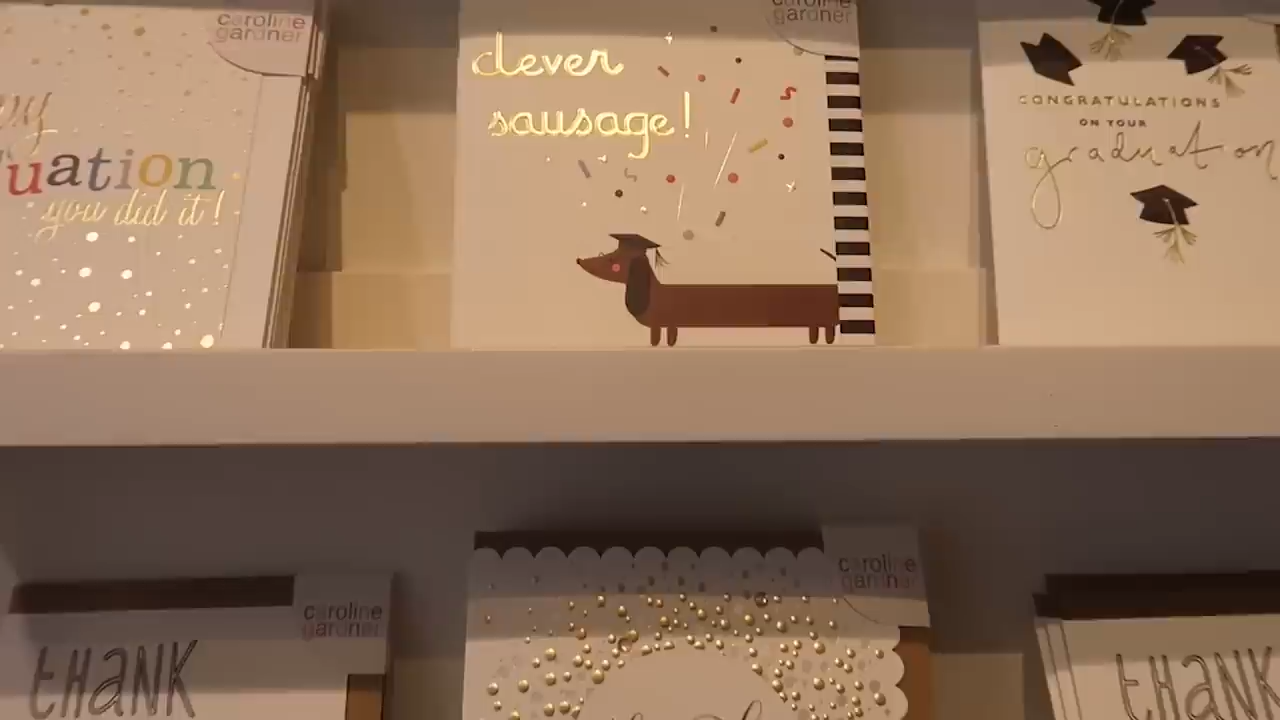 caroline
gardner
uation
you did it!
caroline
gardner
clever
sausage!
CONGRATULATIONS
ON YOUR
graduation
caroline
gardner
THANK
caroline
gardner
THANK